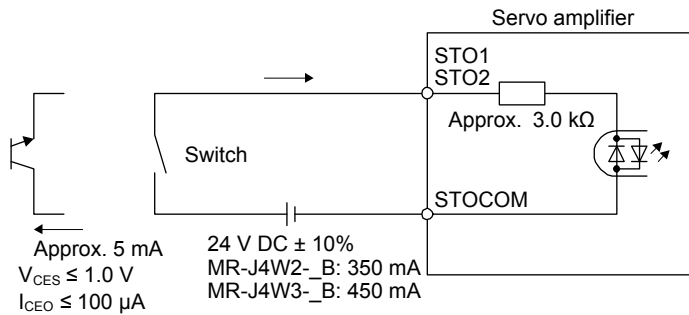 Servo amplifier
STO1
STO2
Approx. 3.0 kΩ
Switch
STOCOM
Approx. 5 mA
VCES ≤ 1.0 V
ICEO ≤ 100 μA
24 V DC ± 10%
MR-J4W2-_B: 350 mA
MR-J4W3-_B: 450 mA